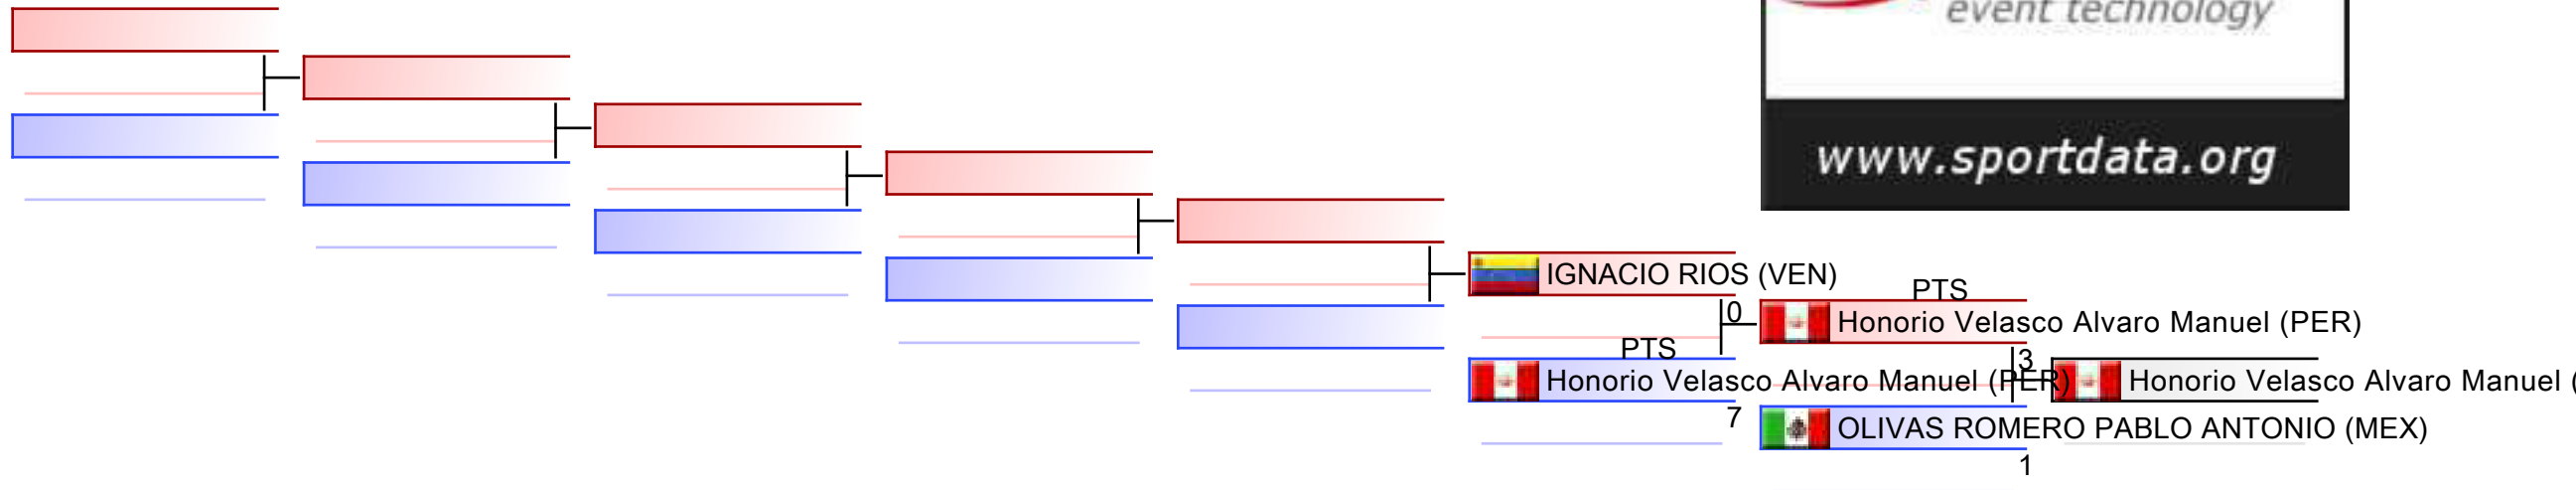 event technology
www.sportdata.org
IGNACIO RIOS (VEN)
0
PTS
Honorio Velasco Alvaro Manuel (PER)
7
PTS
Honorio Velasco Alvaro Manuel (PER)
3
OLIVAS ROMERO PABLO ANTONIO (MEX)
1
Honorio Velasco Alvaro Manuel (